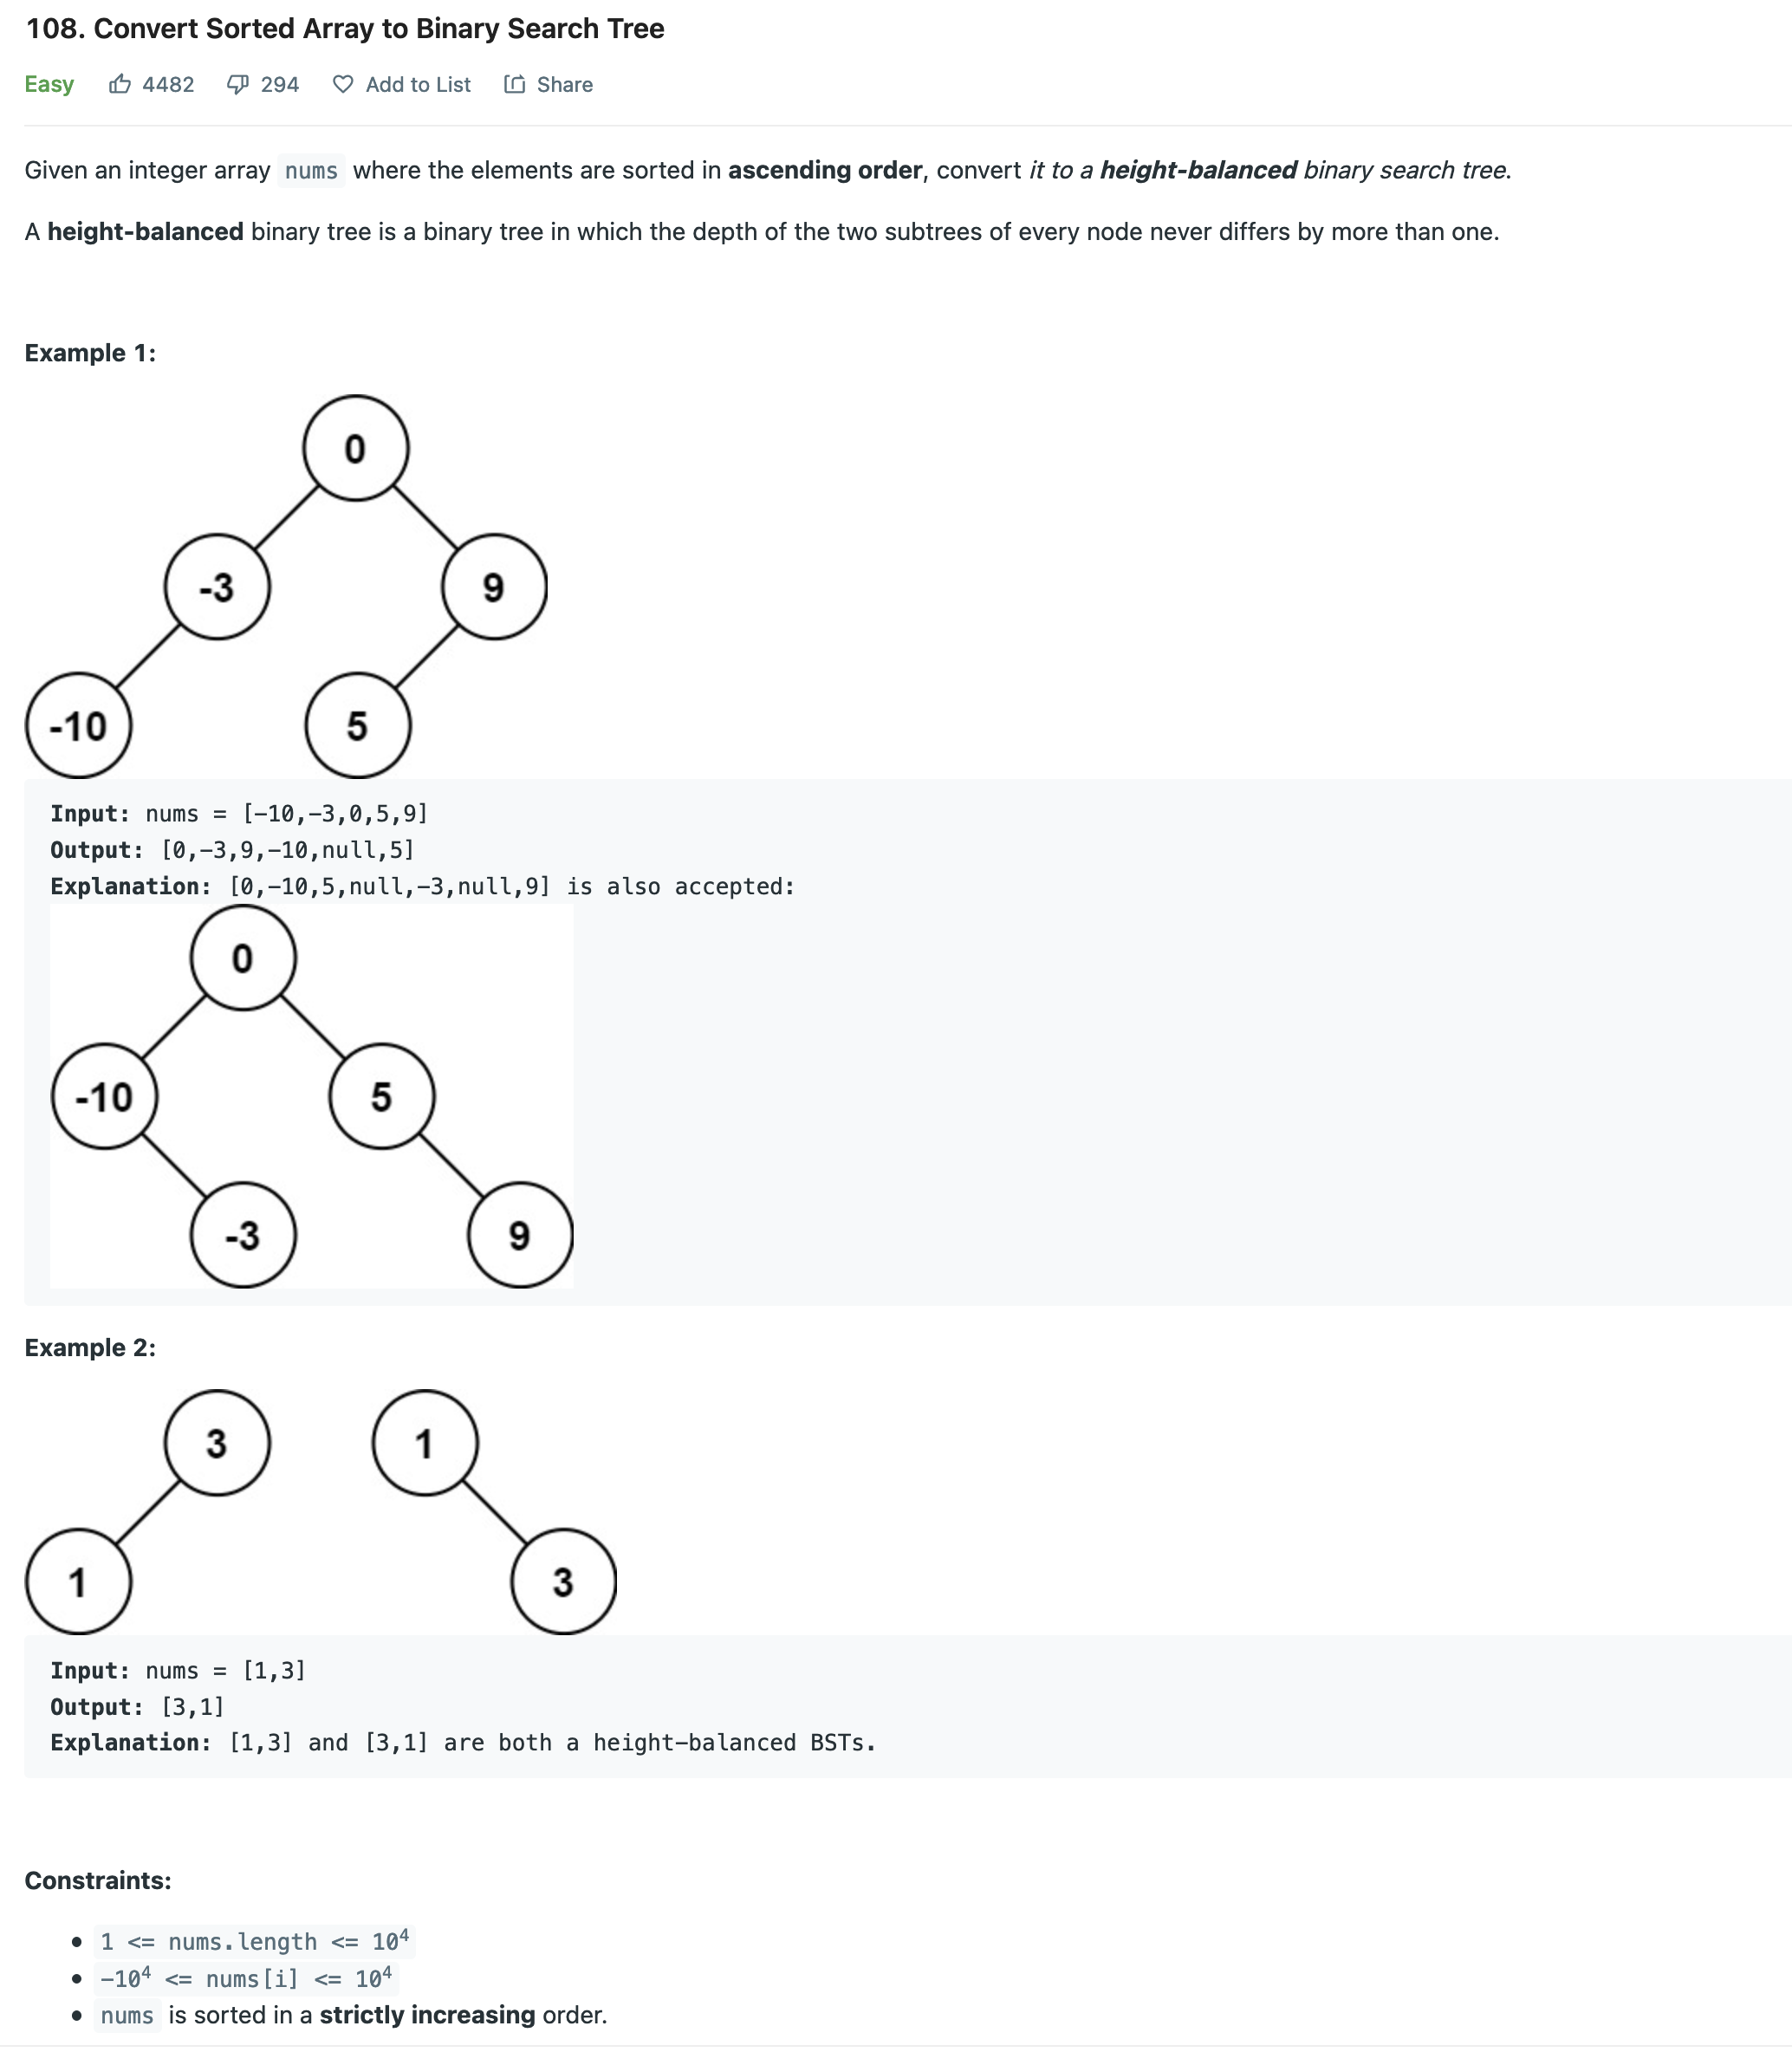 108. Convert Sorted Array to Binary Search Tree
Easy 4482 294 Add to List Share
Given an integer array nums where the elements are sorted in ascending order, convert it to a height-balanced binary search tree.
A height-balanced binary tree is a binary tree in which the depth of the two subtrees of every node never differs by more than one.
Example 1:
0
-3 9
-10 5
Input: nums = [-10,-3,0,5,9]
Output: [0,-3,9,-10,null,5]
Explanation: [0,-10,5,null,-3,null,9] is also accepted:
0
-10 5
-3 9
Example 2:
3 1
1 3
Input: nums = [1,3]
Output: [3,1]
Explanation: [1,3] and [3,1] are both a height-balanced BSTs.
Constraints:
• 1 <= nums.length <= 10⁴
• -10⁴ <= nums[i] <= 10⁴
• nums is sorted in a strictly increasing order.